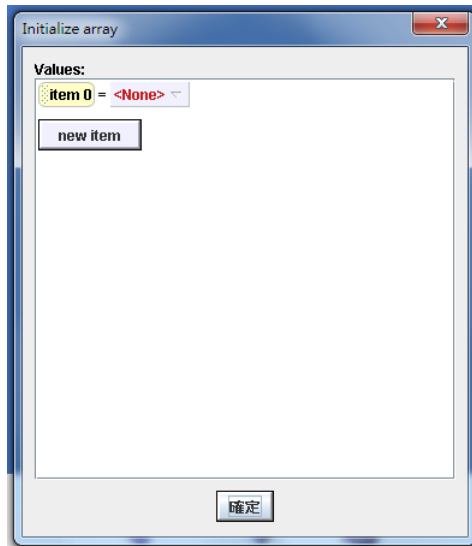 Initialize array
Values:
item 0 = <None>
new item
確定